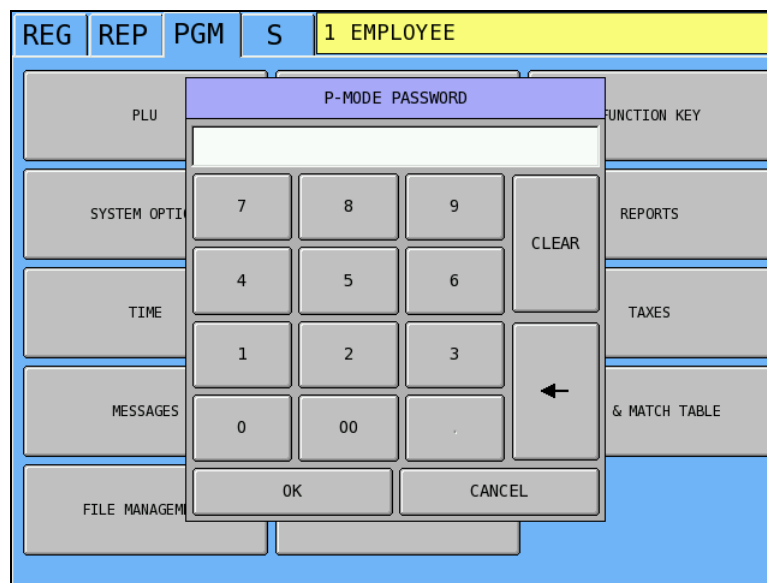 REG REP PGM S 1 EMPLOYEE
P-MODE PASSWORD
PLU
FUNCTION KEY
7 8 9 CLEAR
SYSTEM OPTI
REPORTS
4 5 6
TIME
TAXES
1 2 3
MESSAGES
& MATCH TABLE
0 00 .
OK CANCEL
FILE MANAGEM